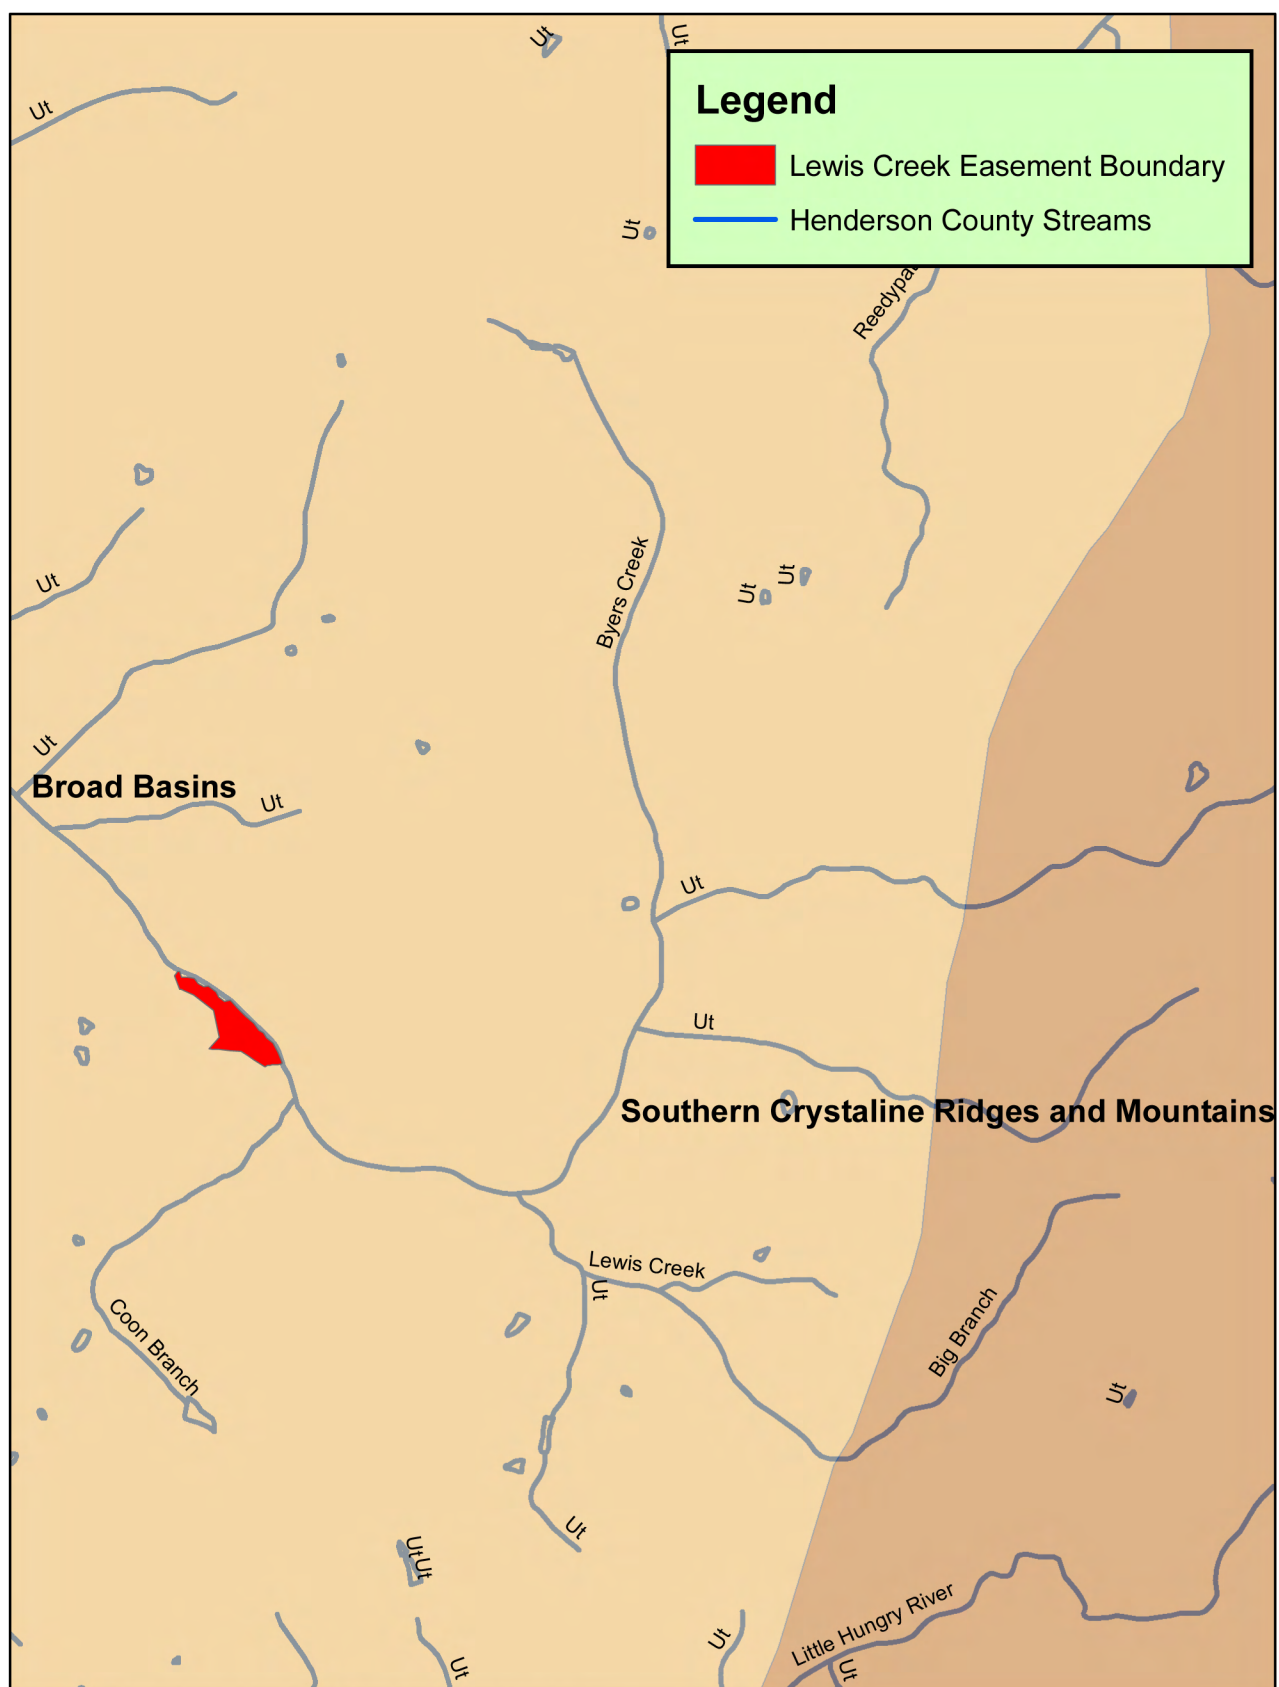 Ut
Ut
Ut
Legend
Lewis Creek Easement Boundary
Henderson County Streams
Ut
Byers Creek
Ut
Ut
Ut
Ut
Broad Basins
Ut
Ut
Ut
Southern Crystaline Ridges and Mountains
Lewis Creek
Ut
Coon Branch
Big Branch
Ut
Ut
Ut
Ut
Little Hungry River
Ut
Ut
Ut